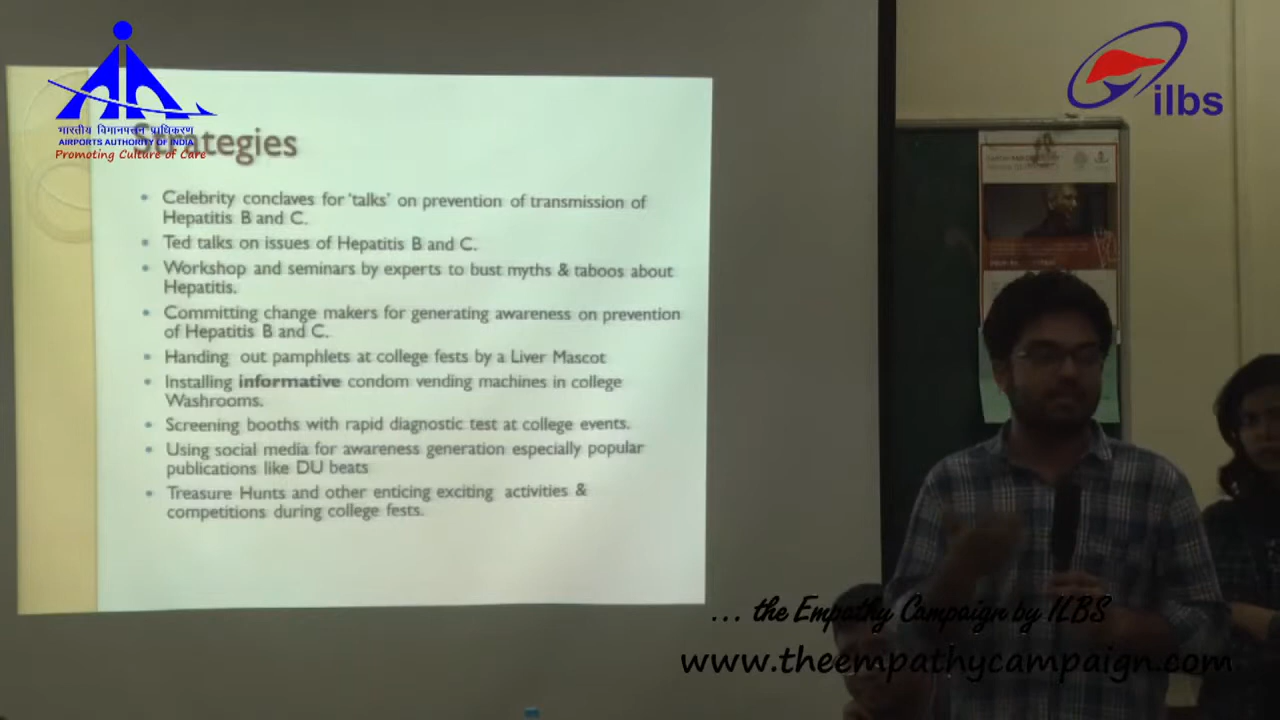 भारतीय विमानपत्तन प्राधिकरण
AIRPORTS AUTHORITY OF INDIA
Promoting Culture of Care
ilbs
Strategies
Celebrity conclaves for 'talks' on prevention of transmission of
Hepatitis B and C.
Ted talks on issues of Hepatitis B and C.
Workshop and seminars by experts to bust myths & taboos about
Hepatitis.
Committing change makers for generating awareness on prevention
of Hepatitis B and C.
Handing out pamphlets at college fests by a Liver Mascot
Installing informative condom vending machines in college
Washrooms.
Screening booths with rapid diagnostic test at college events.
Using social media for awareness generation especially popular
publications like DU beats
Treasure Hunts and other enticing exciting activities &
competitions during college fests.
... the Empathy Campaign by ILBS
www.theempathycampaign.com